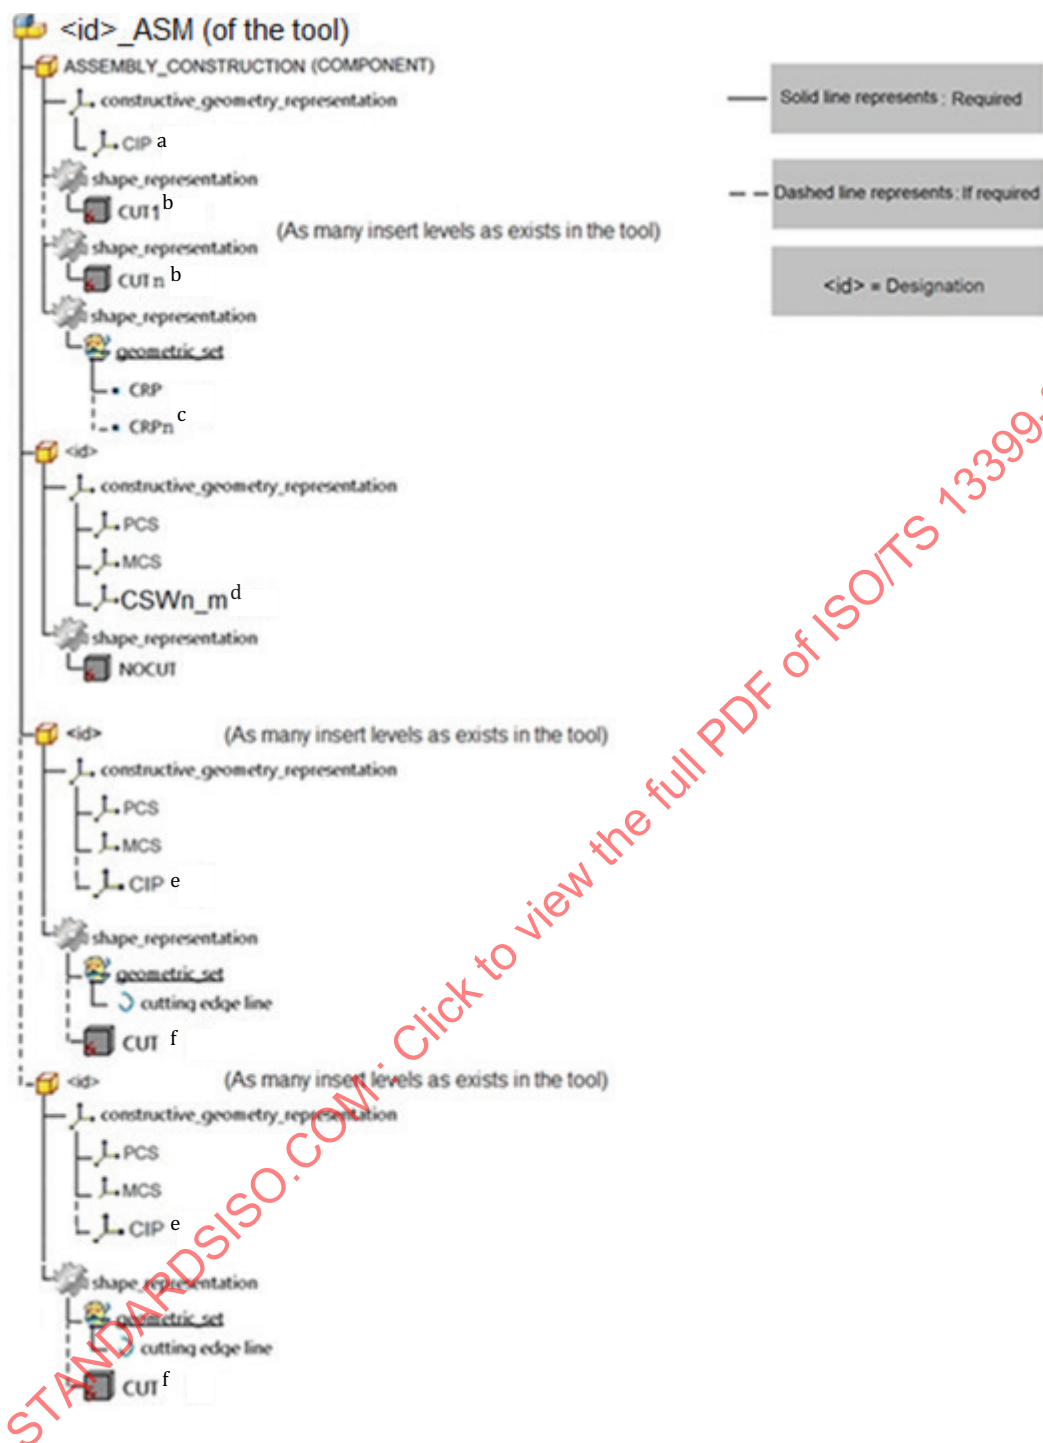 <id>_ASM (of the tool)
ASSEMBLY_CONSTRUCTION (COMPONENT)
constructive_geometry_representation
CIP a
shape_representation
CUT1 b
(As many insert levels as exists in the tool)
shape_representation
CUTn b
shape_representation
geometric_set
CRP
CRPn c
<id>
constructive_geometry_representation
PCS
MCS
CSWn_m d
shape_representation
NOCUT
<id> (As many insert levels as exists in the tool)
constructive_geometry_representation
PCS
MCS
CIP e
shape_representation
geometric_set
cutting edge line
CUT f
<id> (As many insert levels as exists in the tool)
constructive_geometry_representation
PCS
MCS
CIP e
shape_representation
geometric_set
cutting edge line
CUT f
Solid line represents : Required
Dashed line represents : If required
<id> = Designation
STANDARDSISO.COM : Click to view the full PDF of ISO/TS 13399-